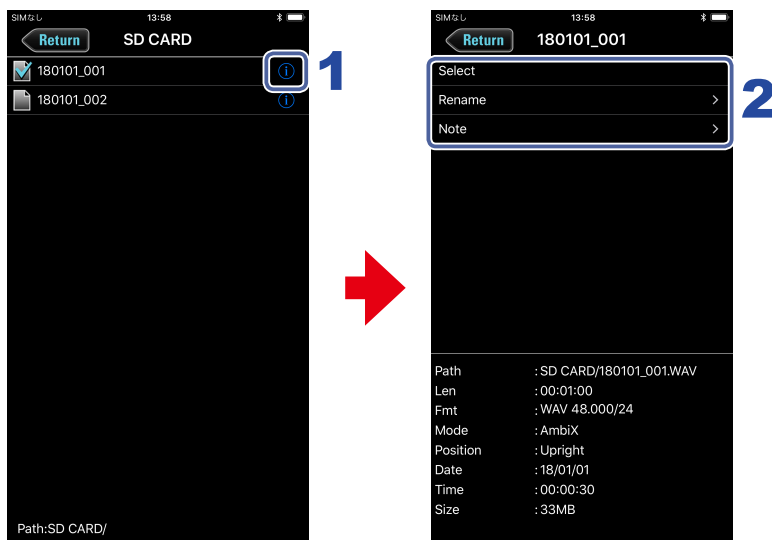 SIMなし 13:58
Return SD CARD
180101_001
180101_002
Path:SD CARD/
1
SIMなし 13:58
Return 180101_001
Select
Rename >
Note >
2
Path :SD CARD/180101_001.WAV
Len :00:01:00
Fmt :WAV 48.000/24
Mode :AmbiX
Position :Upright
Date :18/01/01
Time :00:00:30
Size :33MB